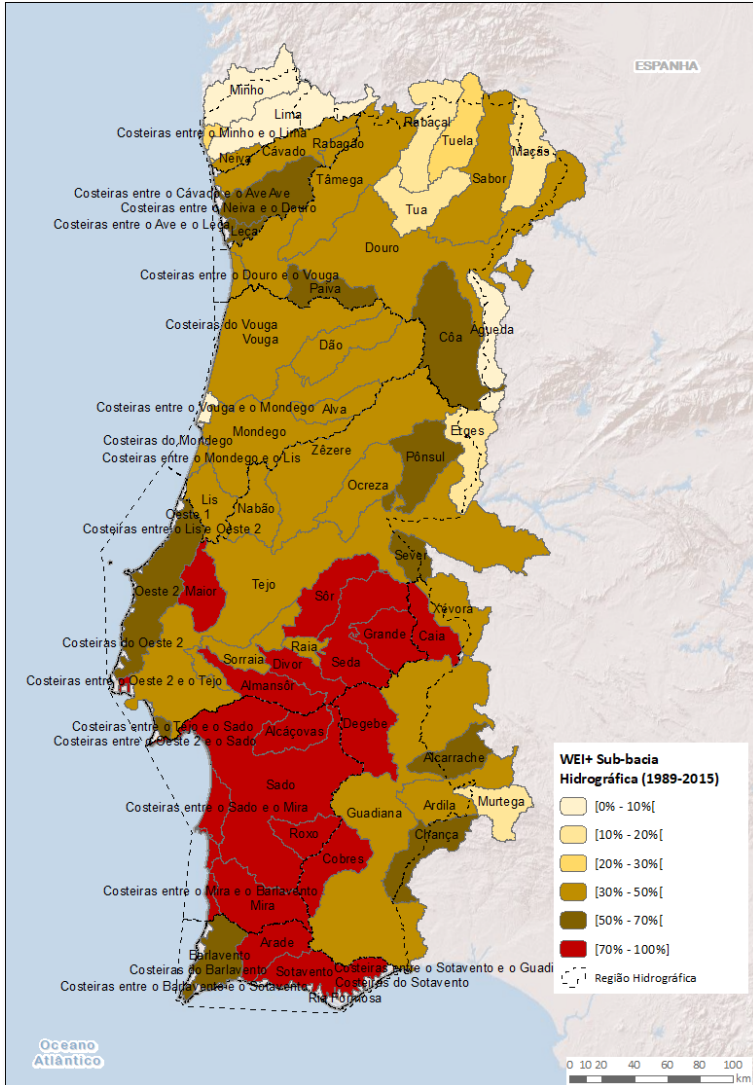 ESPANHA
Minho
Lima
Costeiras entre o Minho e o Lima
Neiva
Cávado
Rabagão
Rabaçal
Tuela
Maçãs
Tâmega
Sabor
Costeiras entre o Cávado e o Ave
Ave
Costeiras entre o Neiva e o Douro
Tua
Costeiras entre o Ave e o Leça
Leça
Douro
Costeiras entre o Douro e o Vouga
Paiva
Águeda
Costeiras do Vouga
Vouga
Côa
Dão
Costeiras entre o Vouga e o Mondego
Alva
Mondego
Erges
Costeiras do Mondego
Zêzere
Pônsul
Costeiras entre o Mondego e o Lis
Ocreza
Lis
Nabão
Oeste 1
Costeiras entre o Lis e o Oeste 2
Sever
Tejo
Oeste 2
Maior
Sôr
Xévora
Grande
Caia
Costeiras do Oeste 2
Raia
Sorraia
Divor
Seda
Costeiras entre o Oeste 2 e o Tejo
Almansor
Costeiras entre o Tejo e o Sado
Alcáçovas
Degebe
Costeiras entre o Oeste 2 e o Sado
Alcarrache
Sado
Costeiras entre o Sado e o Mira
Guadiana
Ardila
Murtega
Roxo
Chança
Cobres
Costeiras entre o Mira e o Barlavento
Mira
Arade
Barlavento
Costeiras do Barlavento
Sotavento
Costeiras entre o Sotavento e o Guadi
Costeiras do Sotavento
Costeiras entre o Barlavento e o Sotavento
Ria Formosa
WEI+ Sub-bacia
Hidrográfica (1989-2015)
[0% - 10%[
[10% - 20%[
[20% - 30%[
[30% - 50%[
[50% - 70%[
[70% - 100%]
Região Hidrográfica
Oceano
Atlântico
0 10 20 40 60 80 100
km